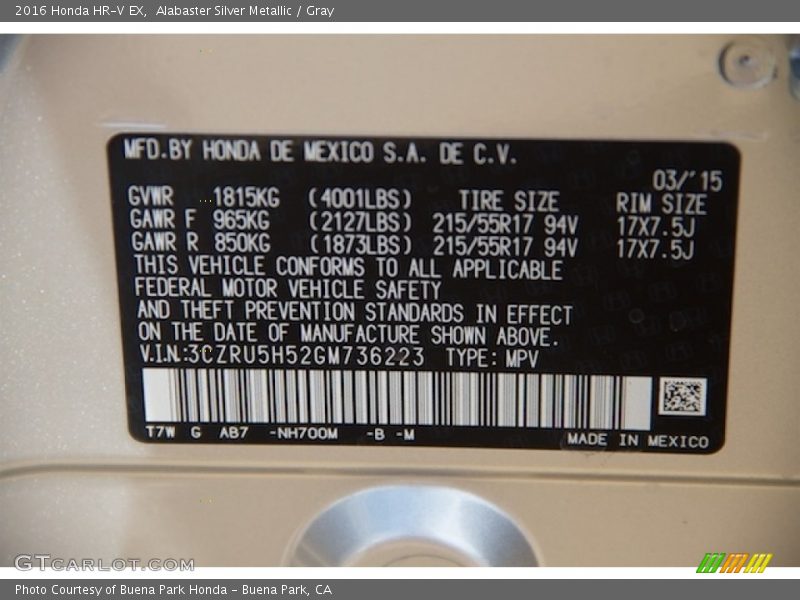 2016 Honda HR-V EX, Alabaster Silver Metallic / Gray
MFD.BY HONDA DE MEXICO S.A. DE C.V.
03/'15
GVWR 1815KG (4001LBS) TIRE SIZE RIM SIZE
GAWR F 965KG (2127LBS) 215/55R17 94V 17X7.5J
GAWR R 850KG (1873LBS) 215/55R17 94V 17X7.5J
THIS VEHICLE CONFORMS TO ALL APPLICABLE
FEDERAL MOTOR VEHICLE SAFETY
AND THEFT PREVENTION STANDARDS IN EFFECT
ON THE DATE OF MANUFACTURE SHOWN ABOVE.
V.I.N:3CZRU5H52GM736223 TYPE: MPV
T7W G AB7 -NH700M -B -M
MADE IN MEXICO
GTcarlot.com
Photo Courtesy of Buena Park Honda - Buena Park, CA